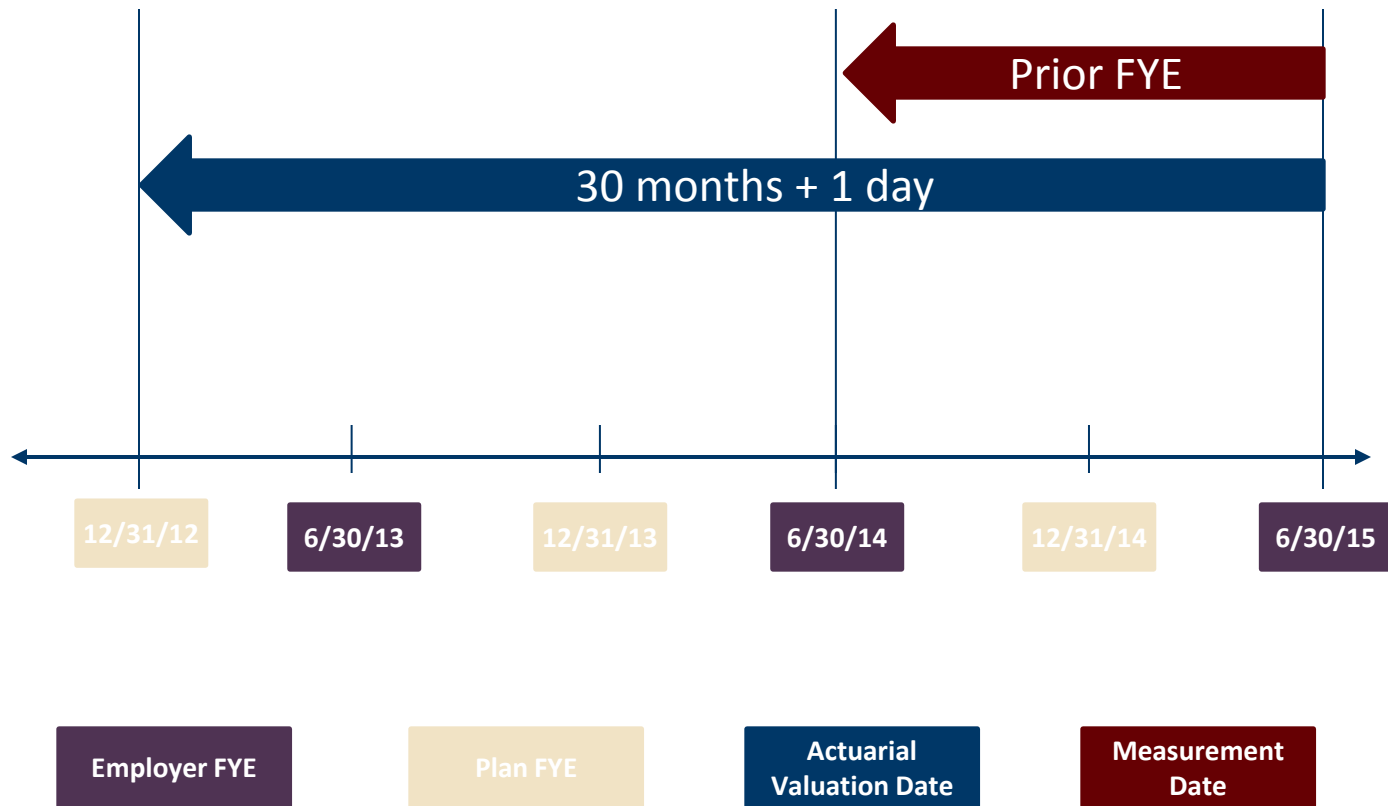 Prior FYE
30 months + 1 day
12/31/12
6/30/13
12/31/13
6/30/14
12/31/14
6/30/15
Employer FYE
Plan FYE
Actuarial
Valuation Date
Measurement
Date